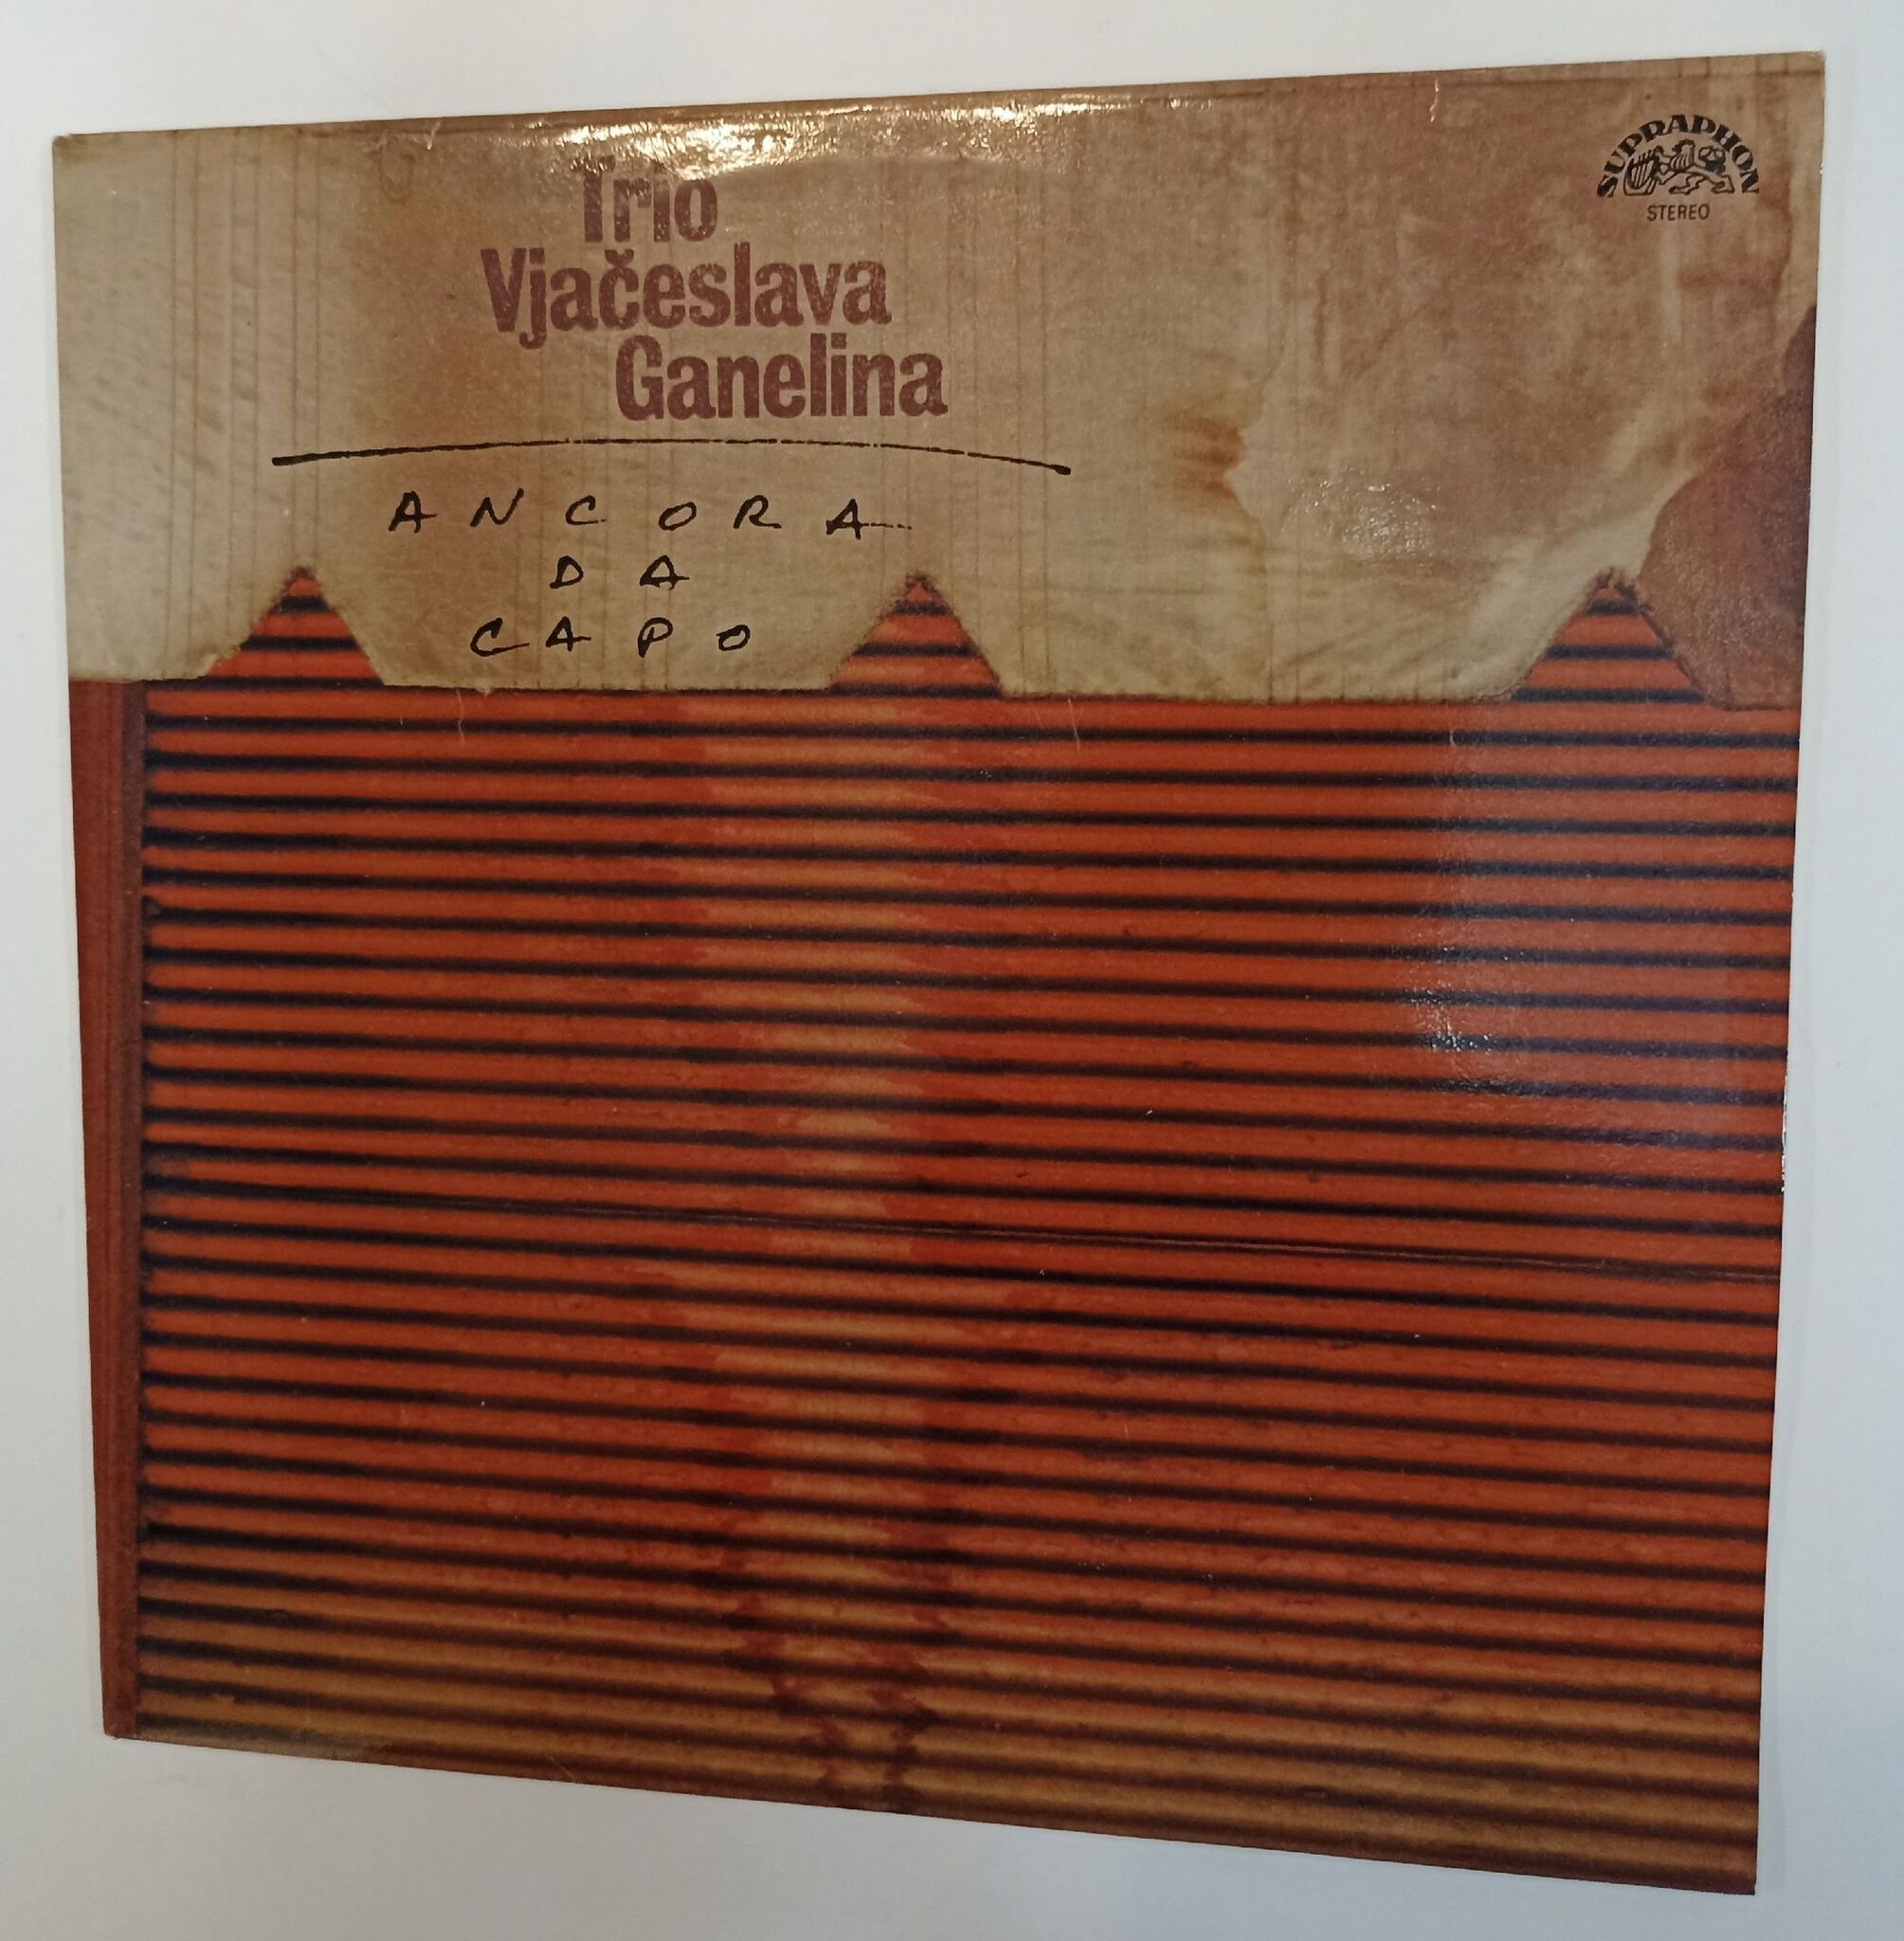 SUPRAPHON
STEREO
Trio
Vjačeslava
Ganelina
ANCORA
DA
CAPO